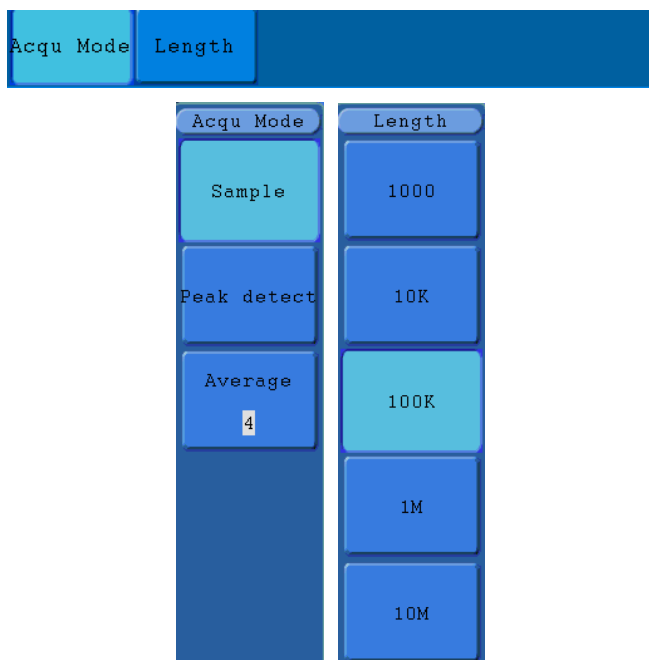 Acqu Mode Length
Acqu Mode
Sample
Peak detect
Average
4
Length
1000
10K
100K
1M
10M